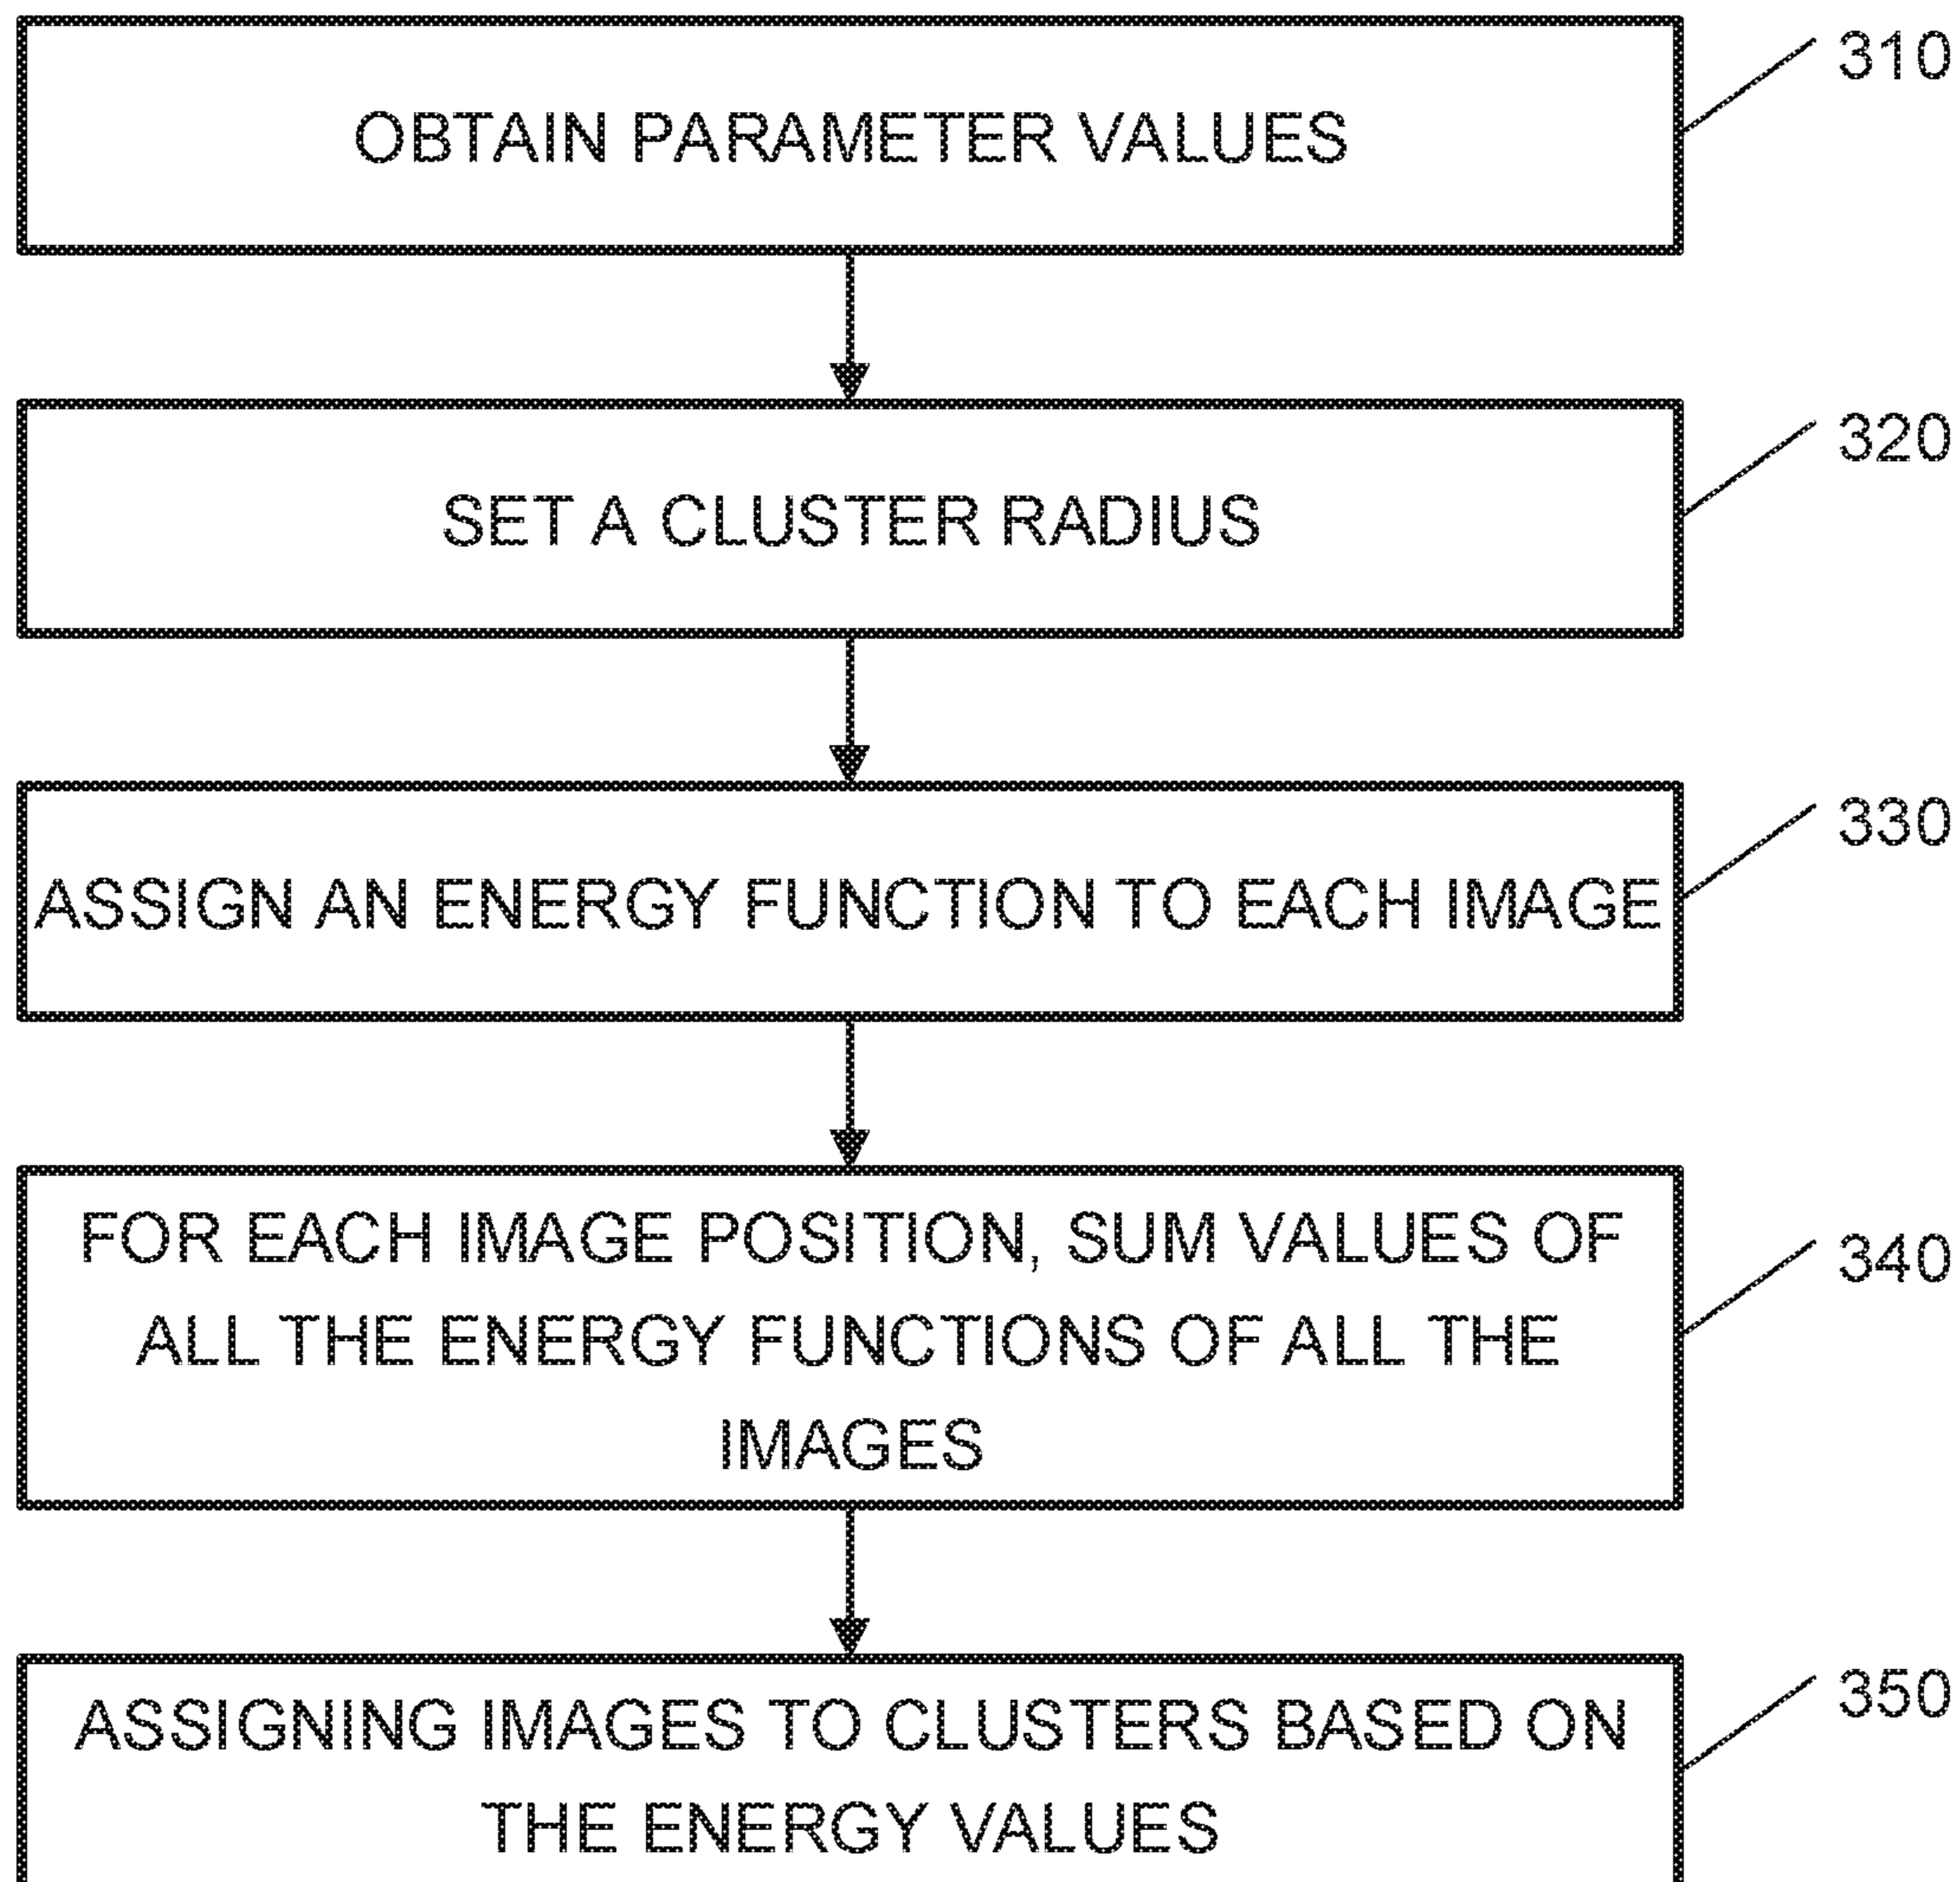 OBTAIN PARAMETER VALUES
310
SET A CLUSTER RADIUS
320
ASSIGN AN ENERGY FUNCTION TO EACH IMAGE
330
FOR EACH IMAGE POSITION, SUM VALUES OF
ALL THE ENERGY FUNCTIONS OF ALL THE
IMAGES
340
ASSIGNING IMAGES TO CLUSTERS BASED ON
THE ENERGY VALUES
350